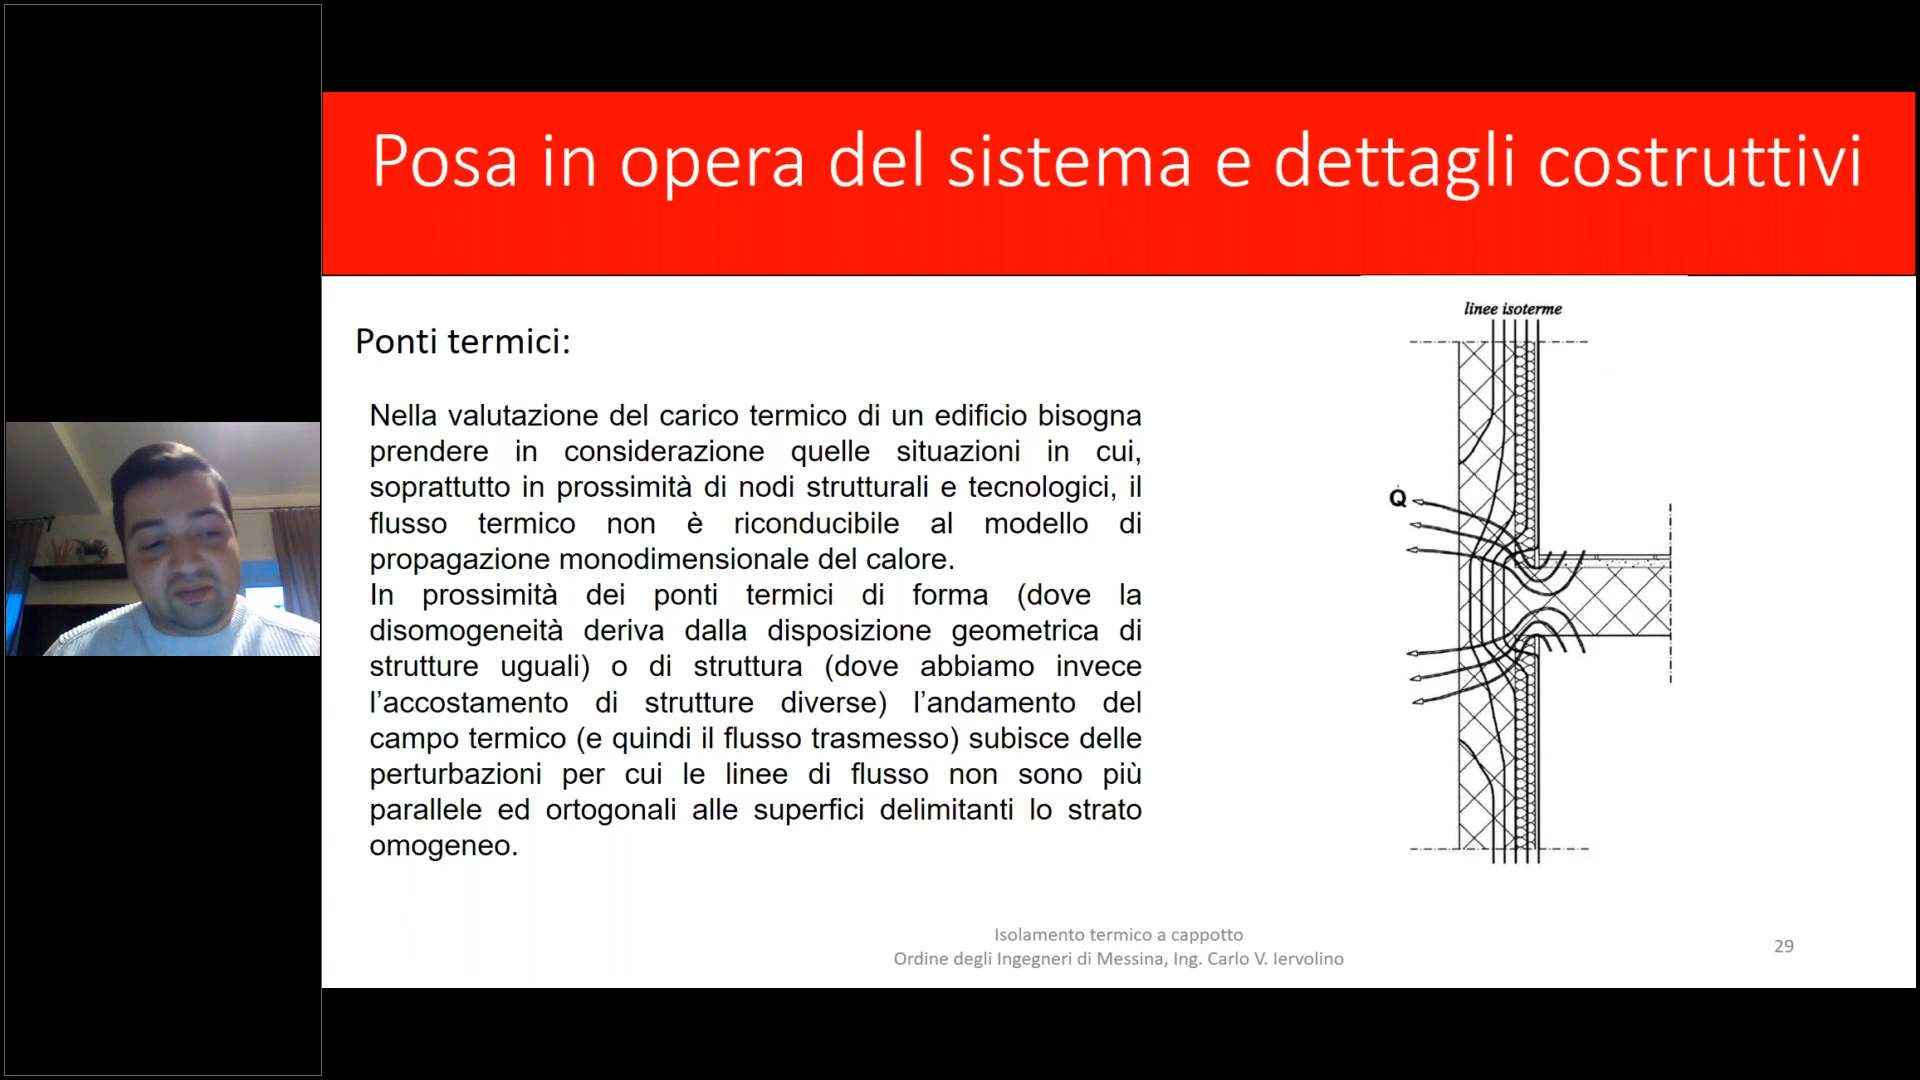 Posa in opera del sistema e dettagli costruttivi
Ponti termici:
Nella valutazione del carico termico di un edificio bisogna
prendere in considerazione quelle situazioni in cui,
soprattutto in prossimità di nodi strutturali e tecnologici, il
flusso termico non è riconducibile al modello di
propagazione monodimensionale del calore.
In prossimità dei ponti termici di forma (dove la
disomogeneità deriva dalla disposizione geometrica di
strutture uguali) o di struttura (dove abbiamo invece
l’accostamento di strutture diverse) l’andamento del
campo termico (e quindi il flusso trasmesso) subisce delle
perturbazioni per cui le linee di flusso non sono più
parallele ed ortogonali alle superfici delimitanti lo strato
omogeneo.
linee isoterme
Q̇
Isolamento termico a cappotto
Ordine degli Ingegneri di Messina, Ing. Carlo V. Iervolino
29